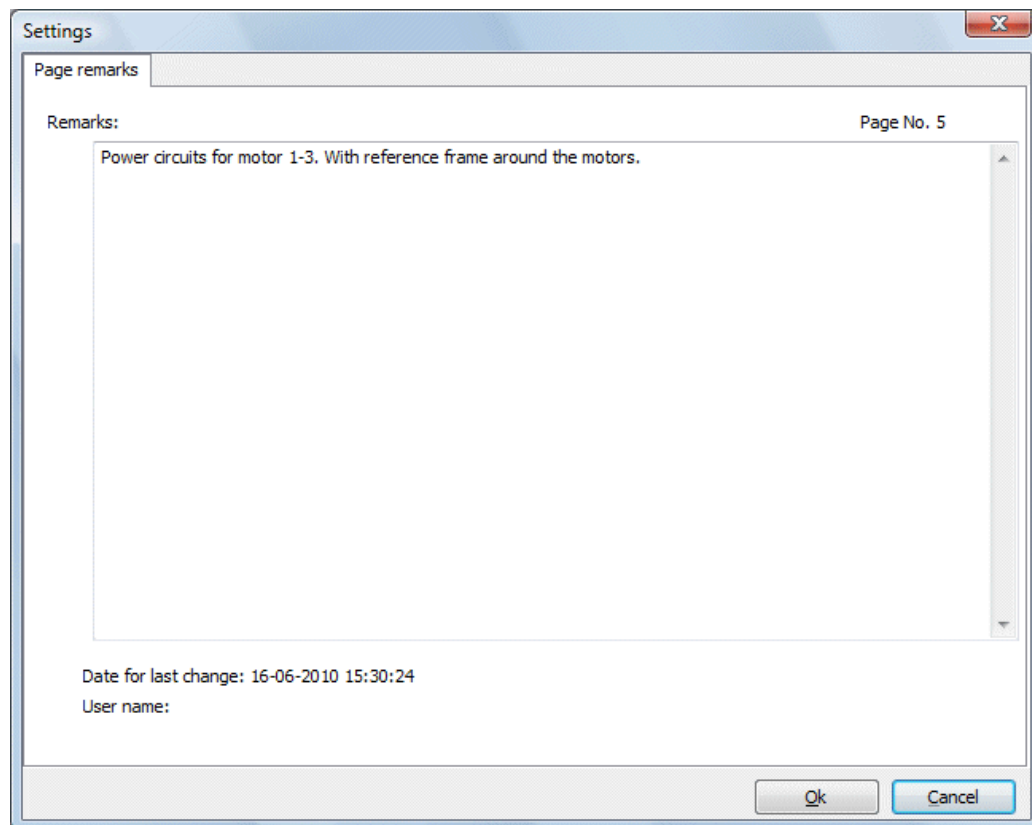 Settings
X
Page remarks
Remarks: Page No. 5
Power circuits for motor 1-3. With reference frame around the motors.
Date for last change: 16-06-2010 15:30:24
User name:
Ok Cancel